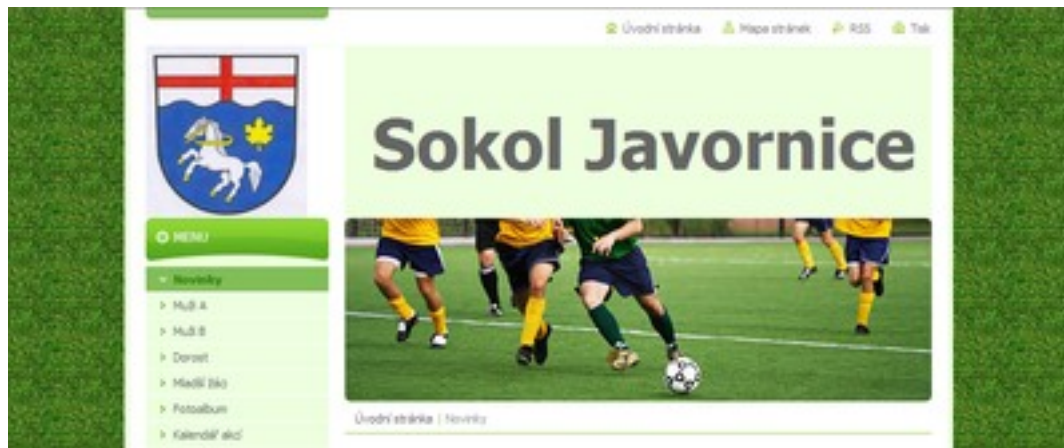 Úvodní stránka Mapa stránek RSS Tisk
Sokol Javornice
MENU
Novinky
Muži A
Muži B
Dorost
Mladší žáci
Fotoalbum
Kalendář akcí
Úvodní stránka | Novinky